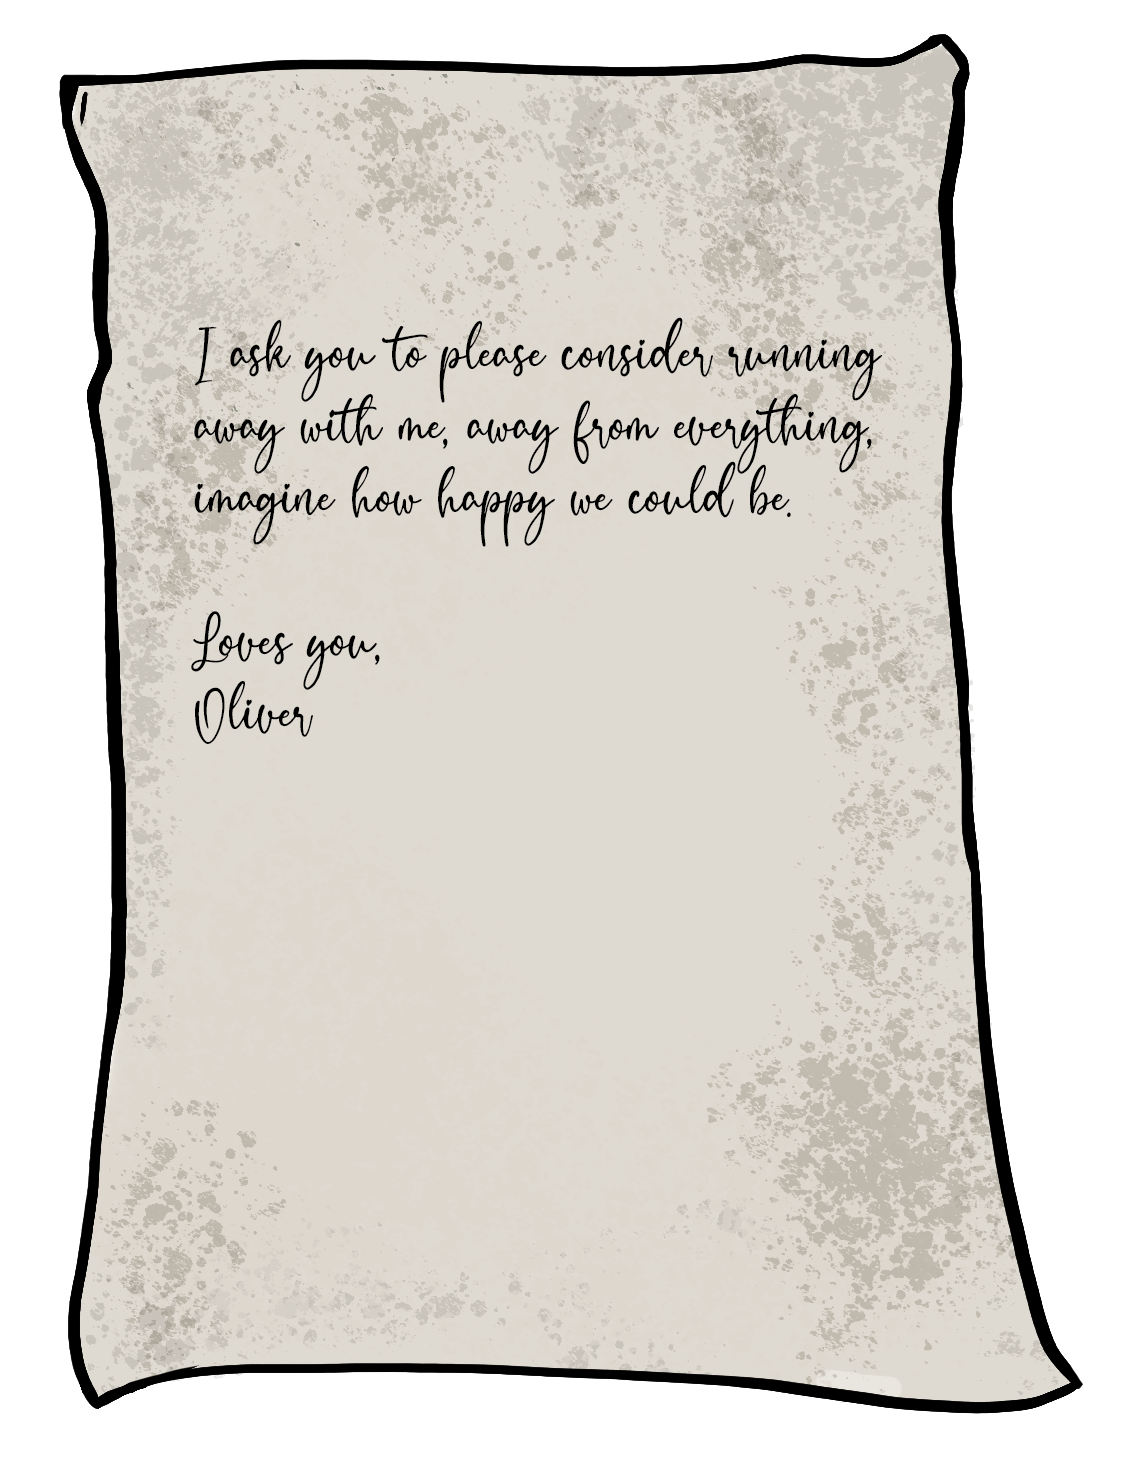 I ask you to please consider running
away with me, away from everything,
imagine how happy we could be.
Loves you,
Oliver